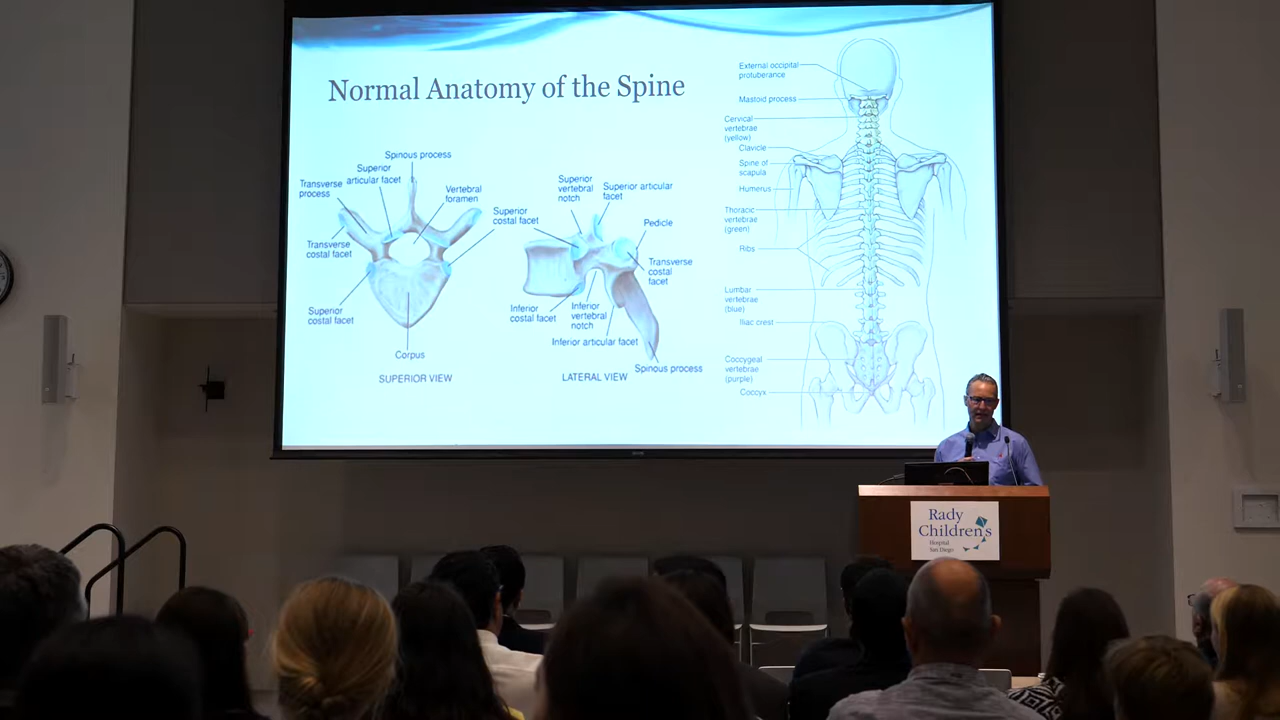 Normal Anatomy of the Spine
Spinous process
Superior
articular facet
Transverse
process
Vertebral
foramen
Superior
costal facet
Transverse
costal facet
Superior
costal facet
Corpus
SUPERIOR VIEW
Superior
vertebral
notch
Superior articular
facet
Pedicle
Transverse
costal
facet
Inferior
costal facet
Inferior
vertebral
notch
Inferior articular facet
Spinous process
LATERAL VIEW
External occipital
protuberance
Mastoid process
Cervical
vertebrae
(yellow)
Clavicle
Spine of
scapula
Humerus
Thoracic
vertebrae
(green)
Ribs
Lumbar
vertebrae
(blue)
Iliac crest
Coccygeal
vertebrae
(purple)
Coccyx
Rady
Children's
Hospital
San Diego